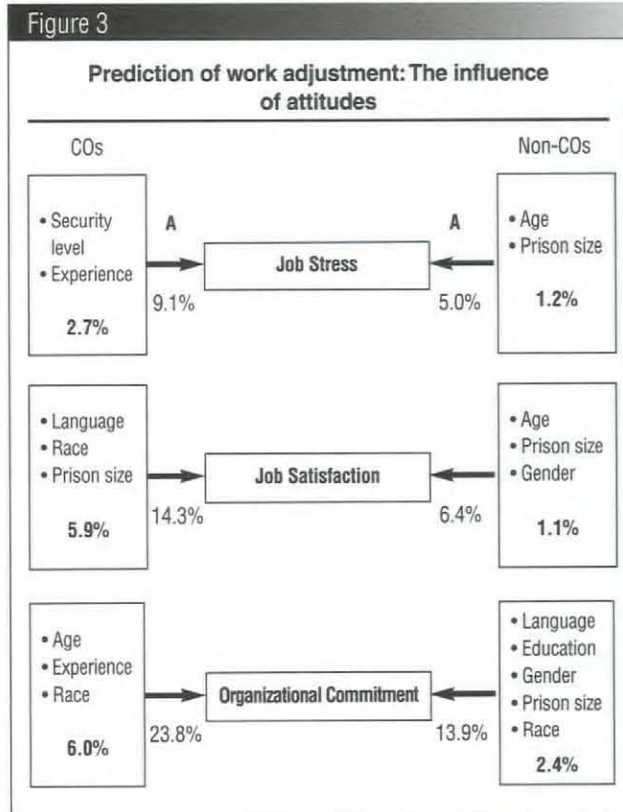 Figure 3
Prediction of work adjustment: The influence
of attitudes
COs
Non-COs
• Security
level
• Experience
2.7%
A
9.1%
Job Stress
A
5.0%
• Age
• Prison size
1.2%
• Language
• Race
• Prison size
5.9%
14.3%
Job Satisfaction
6.4%
• Age
• Prison size
• Gender
1.1%
• Age
• Experience
• Race
6.0%
23.8%
Organizational Commitment
13.9%
• Language
• Education
• Gender
• Prison size
• Race
2.4%